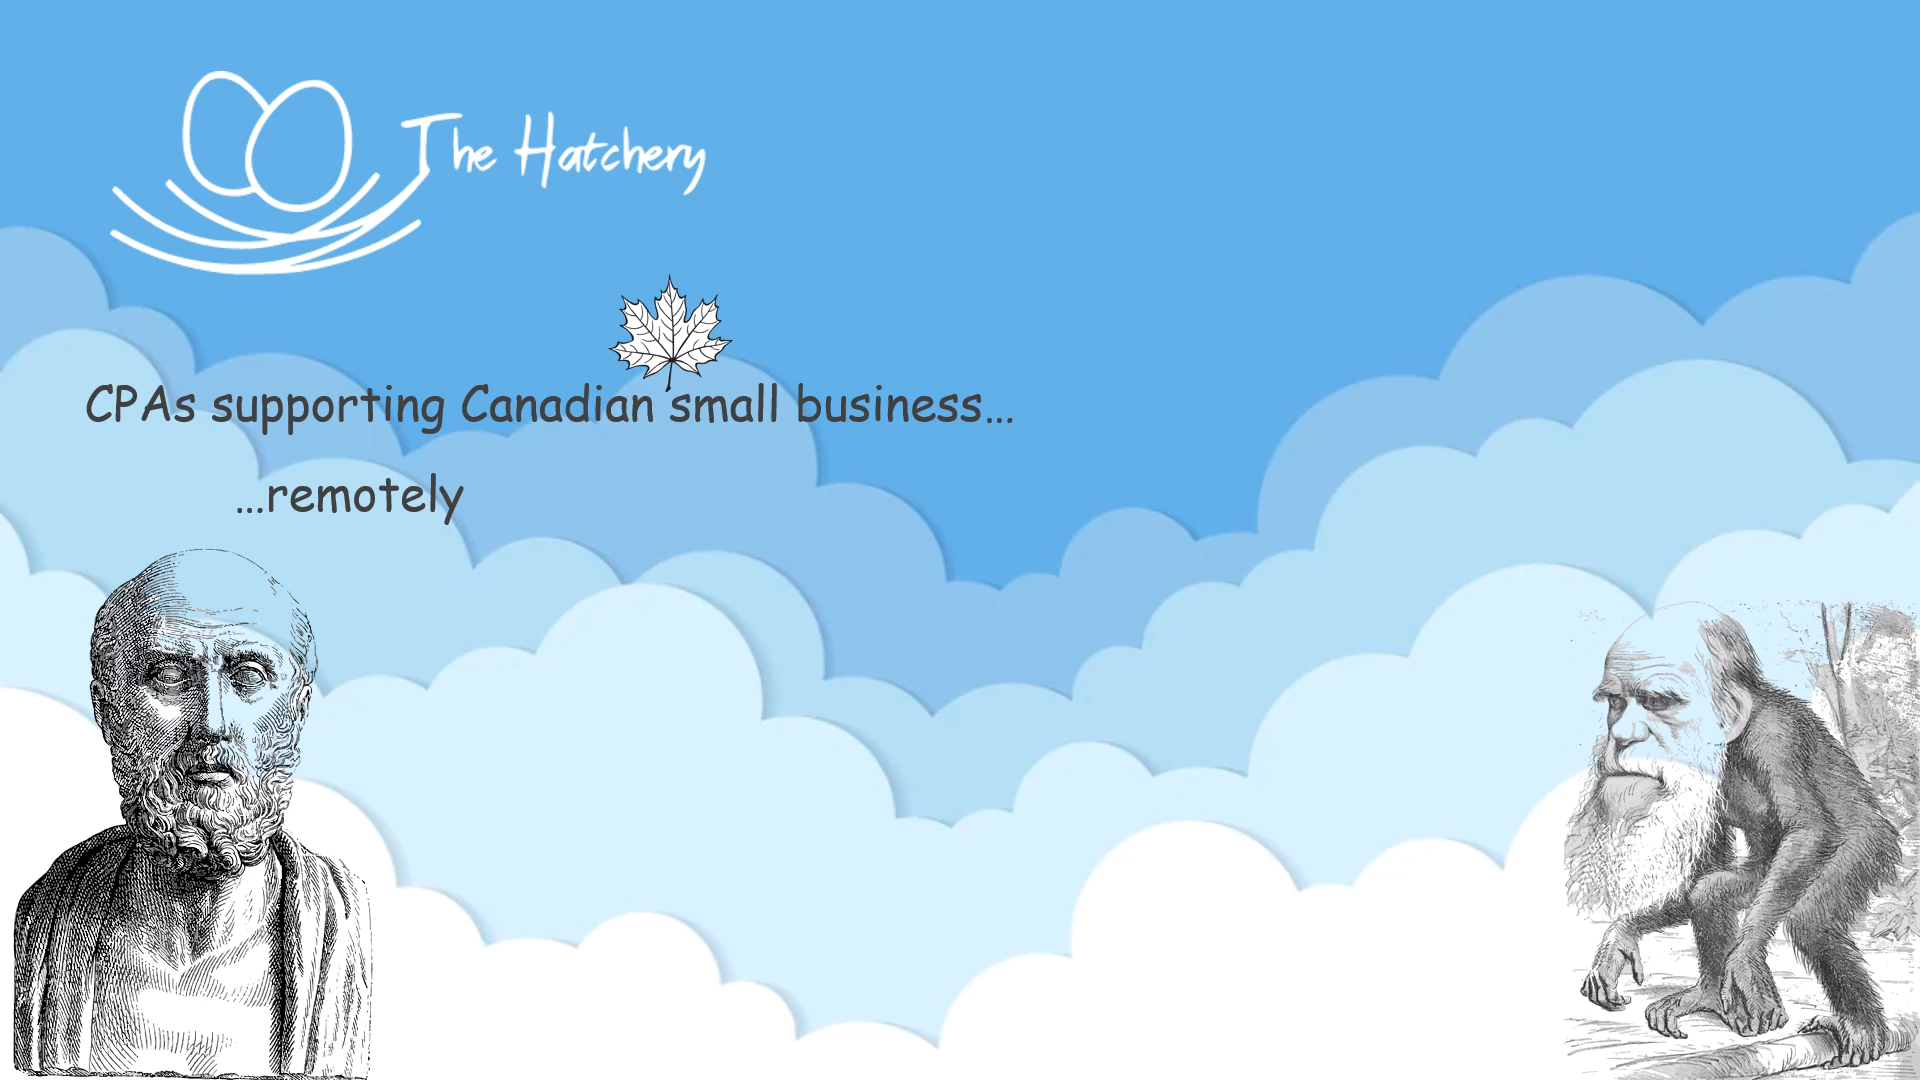 The Hatchery
CPAs supporting Canadian small business...
...remotely